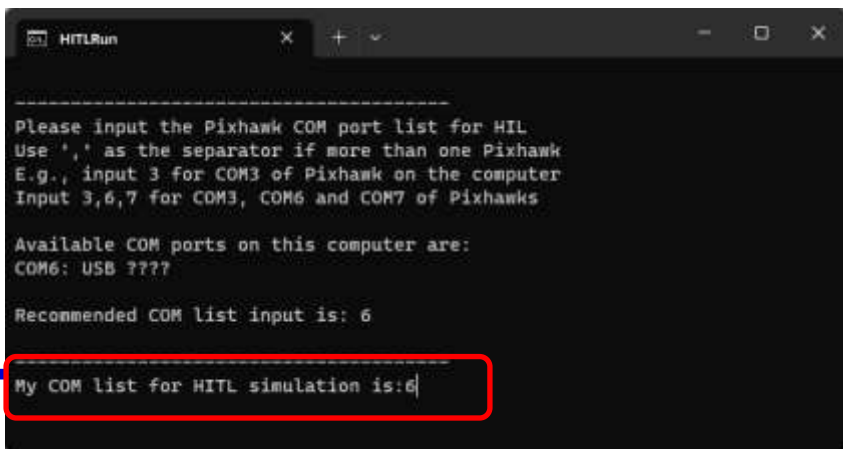 HITLRun
----------------------------------------
Please input the Pixhawk COM port list for HIL
Use ',' as the separator if more than one Pixhawk
E.g., input 3 for COM3 of Pixhawk on the computer
Input 3,6,7 for COM3, COM6 and COM7 of Pixhawks
Available COM ports on this computer are:
COM6: USB ????
Recommended COM list input is: 6
----------------------------------------
My COM list for HITL simulation is:6